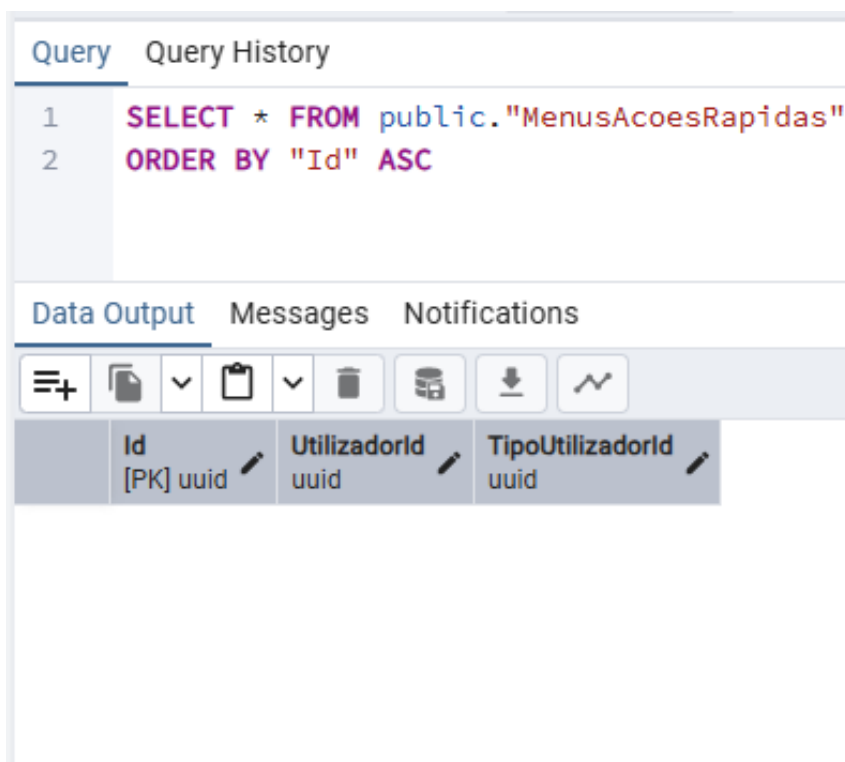 Query Query History
1 SELECT * FROM public."MenusAcoesRapidas"
2 ORDER BY "Id" ASC
Data Output Messages Notifications
Id UtilizadorId TipoUtilizadorId
[PK] uuid uuid uuid